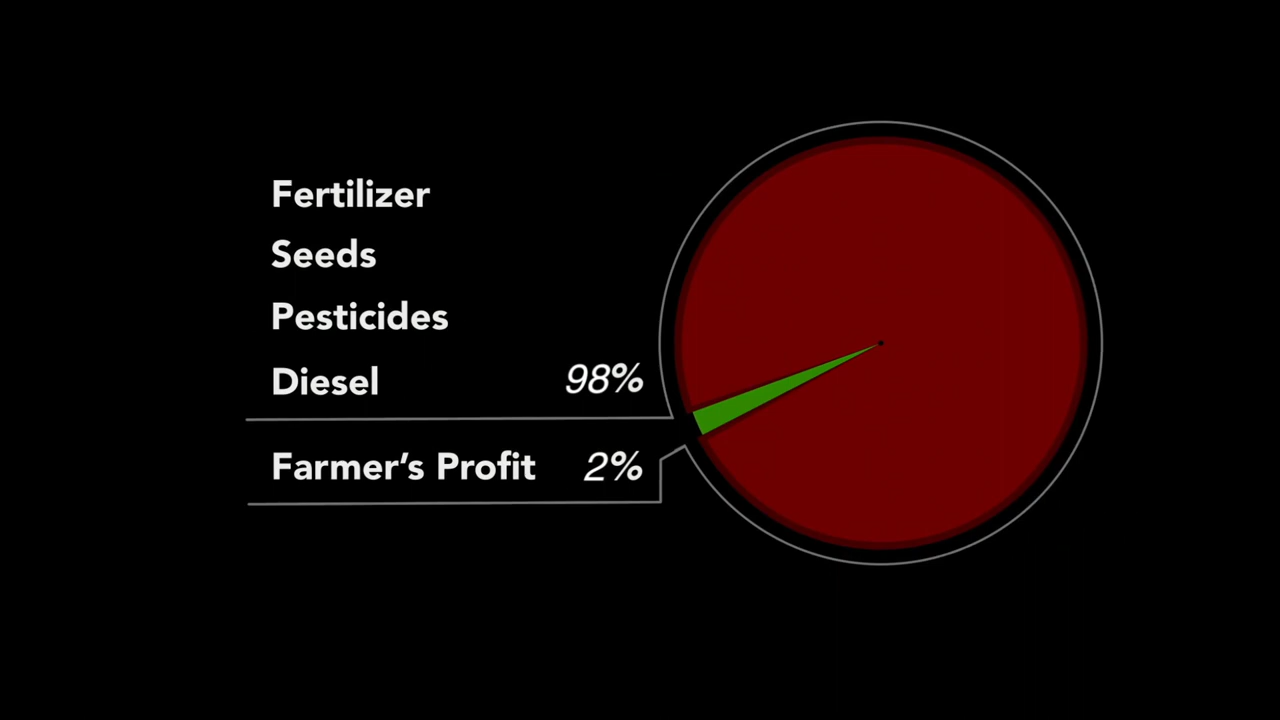 Fertilizer
Seeds
Pesticides
Diesel 98%
Farmer’s Profit 2%